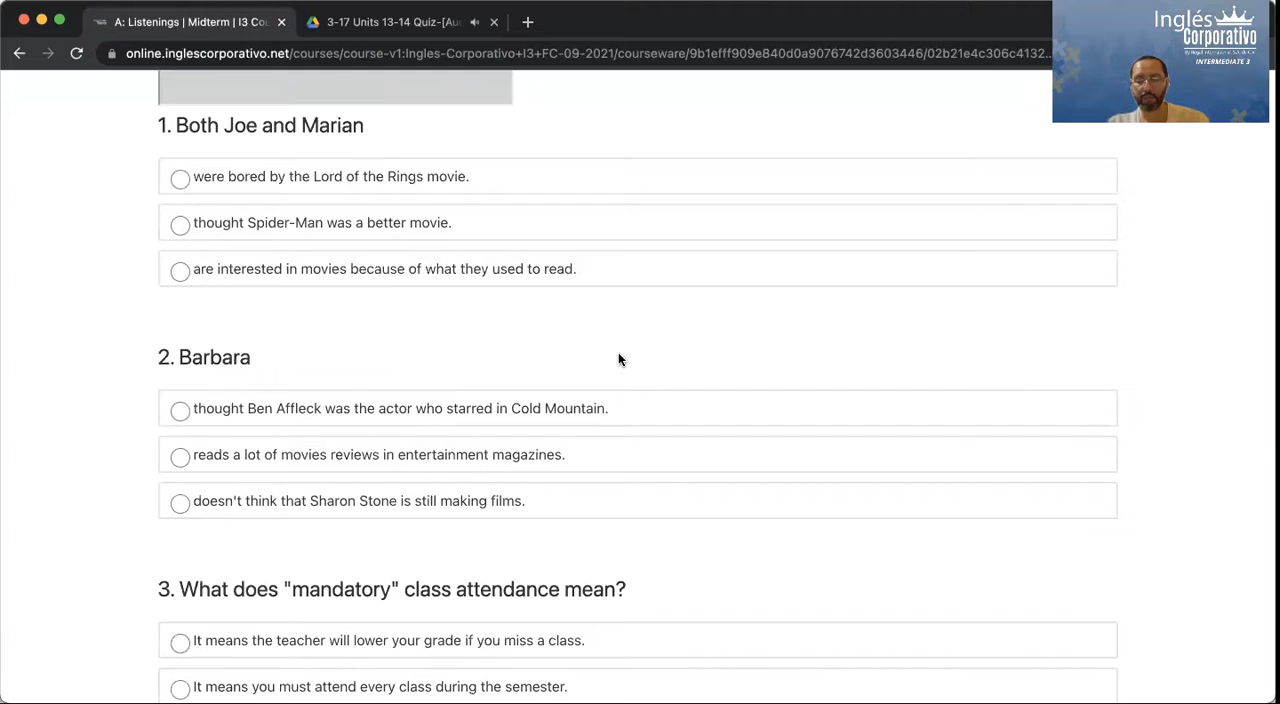 A: Listenings | Midterm | I3 Cou
3-17 Units 13-14 Quiz-[Au
online.inglescorporativo.net/courses/course-v1:Ingles-Corporativo+I3+FC-09-2021/courseware/9b1efff909e840d0a9076742d3603446/02b21e4c306c4132...
Inglés
Corporativo
INTERMEDIATE 3
1. Both Joe and Marian
were bored by the Lord of the Rings movie.
thought Spider-Man was a better movie.
are interested in movies because of what they used to read.
2. Barbara
thought Ben Affleck was the actor who starred in Cold Mountain.
reads a lot of movies reviews in entertainment magazines.
doesn't think that Sharon Stone is still making films.
3. What does "mandatory" class attendance mean?
It means the teacher will lower your grade if you miss a class.
It means you must attend every class during the semester.